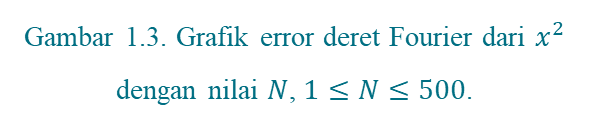 Gambar 1.3. Grafik error deret Fourier dari 𝑥²
dengan nilai 𝑁, 1 ≤ 𝑁 ≤ 500.